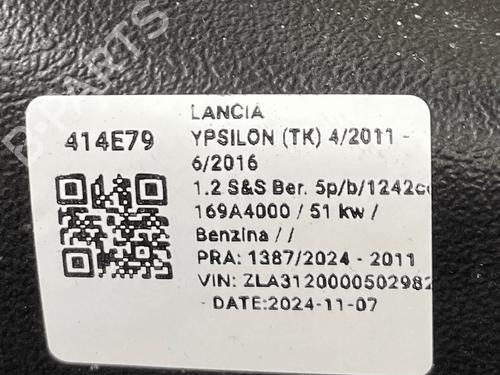 B-PARTS
414E79
LANCIA
YPSILON (TK) 4/2011 -
6/2016
1.2 S&S Ber. 5p/b/1242cc
169A4000 / 51 kw /
Benzina / /
PRA: 1387/2024 - 2011
VIN: ZLA3120000502982
- DATE:2024-11-07